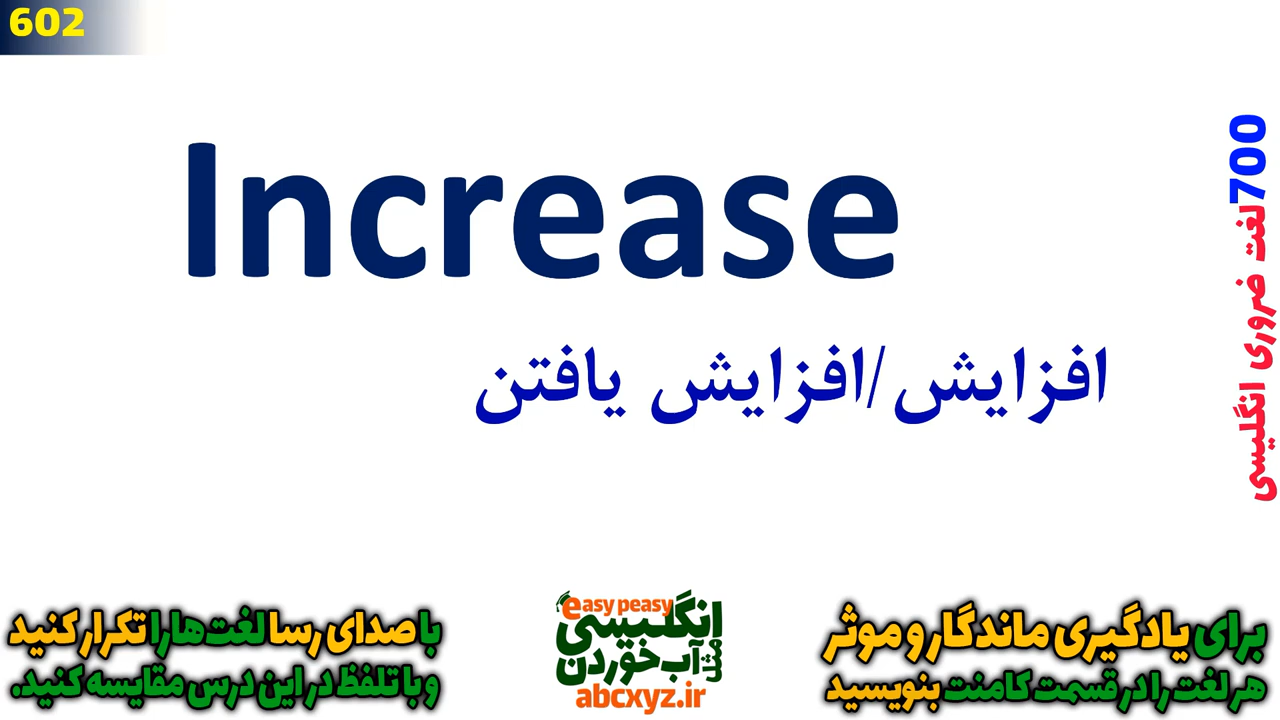 602
Increase
افزایش/افزایش یافتن
700 لغت ضروری انگلیسی
برای یادگیری ماندگار و موثر
هر لغت را در قسمت کامنت بنویسید
easy peasy
انگلیسی
مثل آب خوردن
abcxyz.ir
با صدای رسا لغت‌ها را تکرار کنید
و با تلفظ در این درس مقایسه کنید.